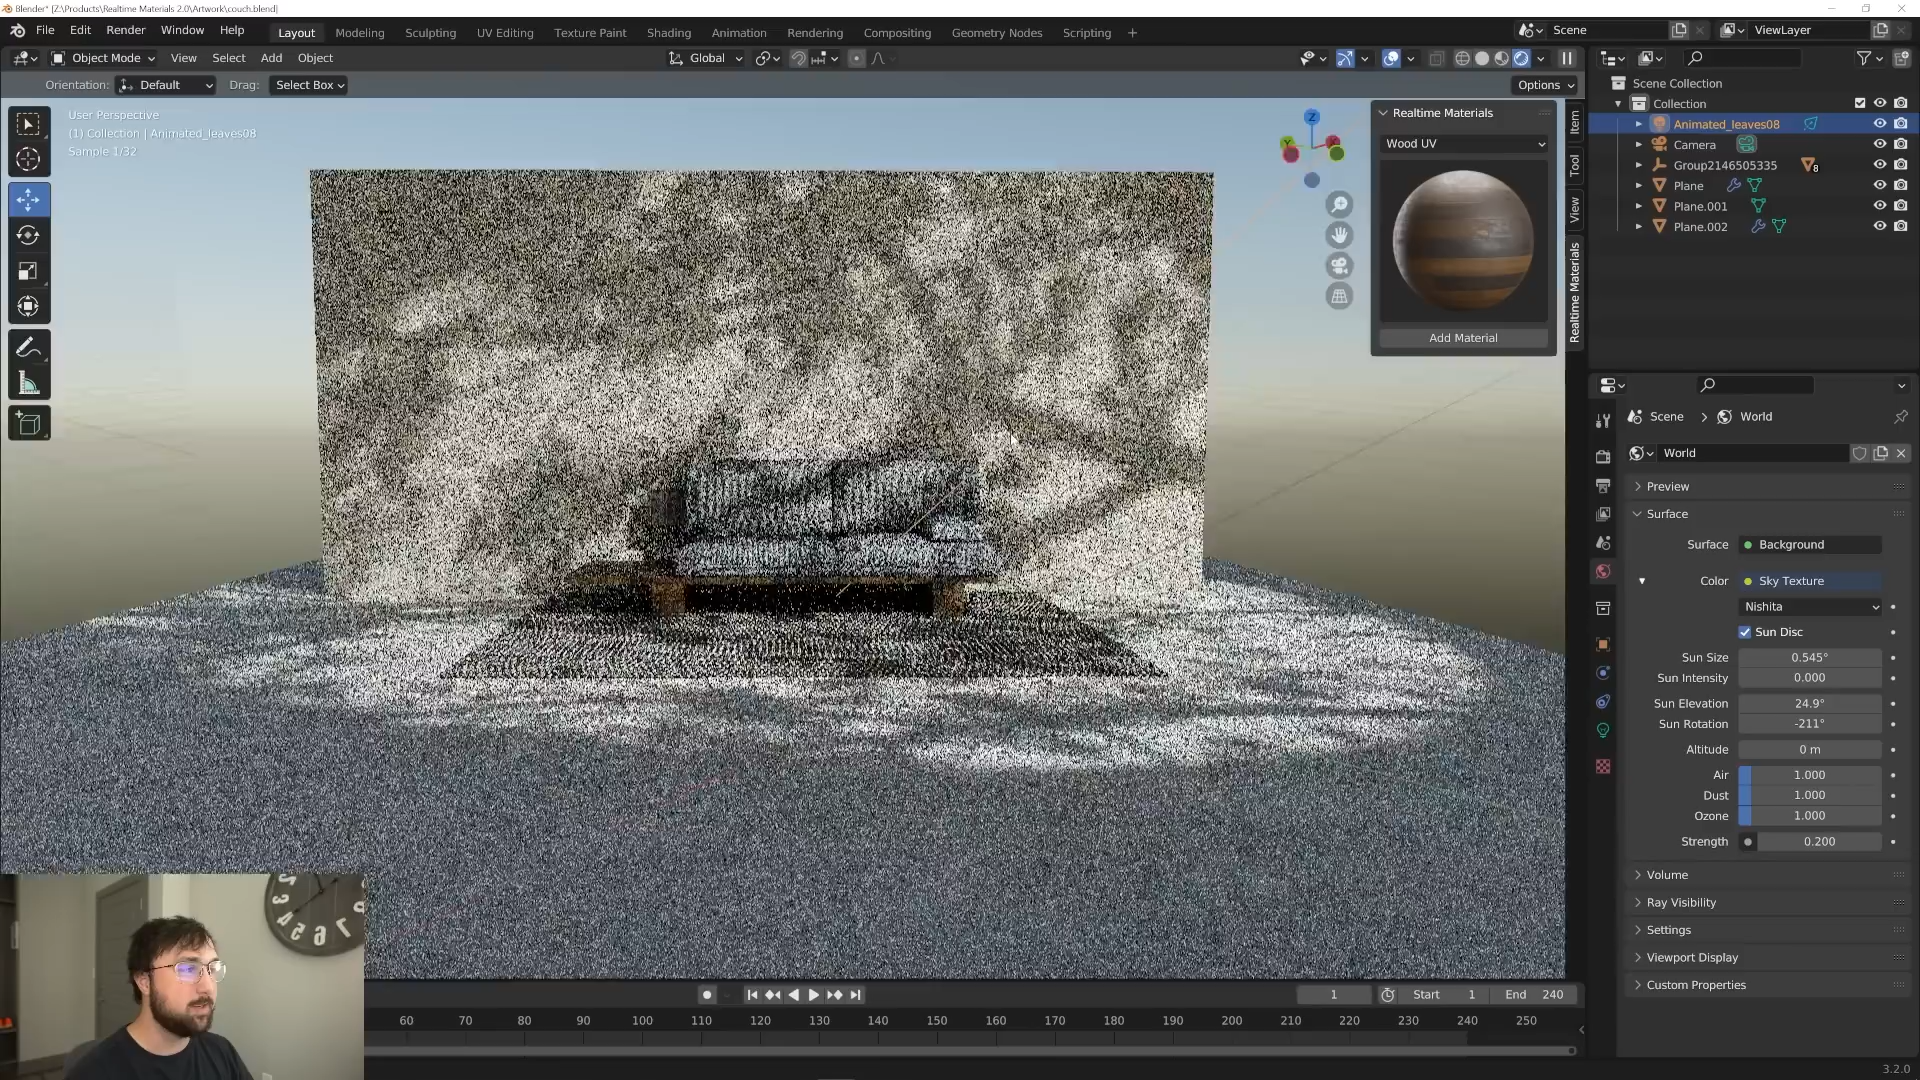 Blender* [Z:\Products\Realtime Materials 2.0\Artwork\couch.blend]
File Edit Render Window Help
Layout Modeling Sculpting UV Editing Texture Paint Shading Animation Rendering Compositing Geometry Nodes Scripting +
Scene
ViewLayer
Object Mode View Select Add Object
Global
Orientation: Default Drag: Select Box
Options
User Perspective
(1) Collection | Animated_leaves08
Sample 1/32
Z
Y
Realtime Materials
Wood UV
Add Material
Item
Tool
View
Realtime Materials
Scene Collection
Collection
Animated_leaves08
Camera
Group2146505335
8
Plane
Plane.001
Plane.002
Scene > World
World
Preview
Surface
Surface Background
Color Sky Texture
Nishita
Sun Disc
Sun Size 0.545°
Sun Intensity 0.000
Sun Elevation 24.9°
Sun Rotation -211°
Altitude 0 m
Air 1.000
Dust 1.000
Ozone 1.000
Strength 0.200
Volume
Ray Visibility
Settings
Viewport Display
Custom Properties
1
Start 1 End 240
60 70 80 90 100 110 120 130 140 150 160 170 180 190 200 210 220 230 240 250
3.2.0